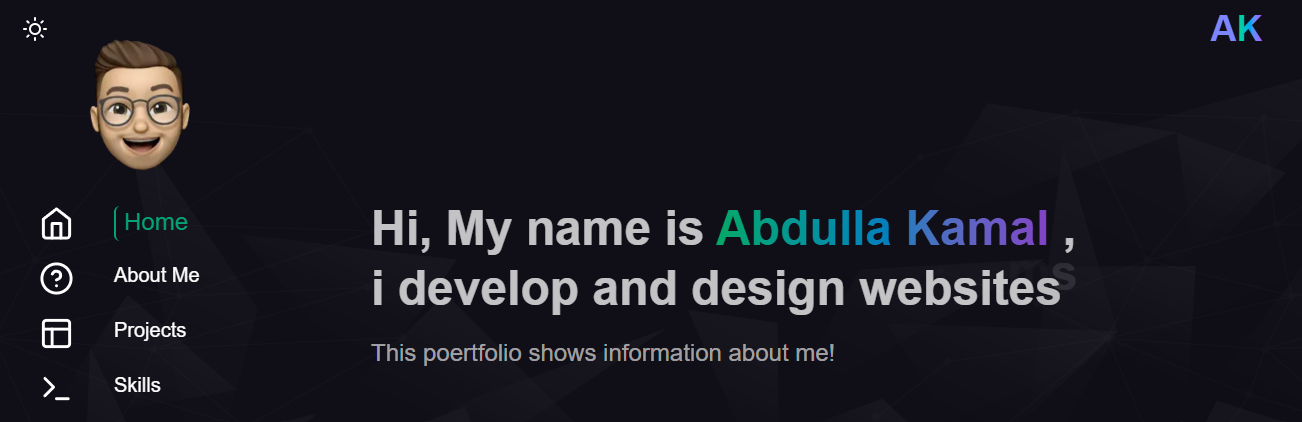 AK
Home
About Me
Projects
Skills
Hi, My name is Abdulla Kamal ,
i develop and design websites
This poertfolio shows information about me!